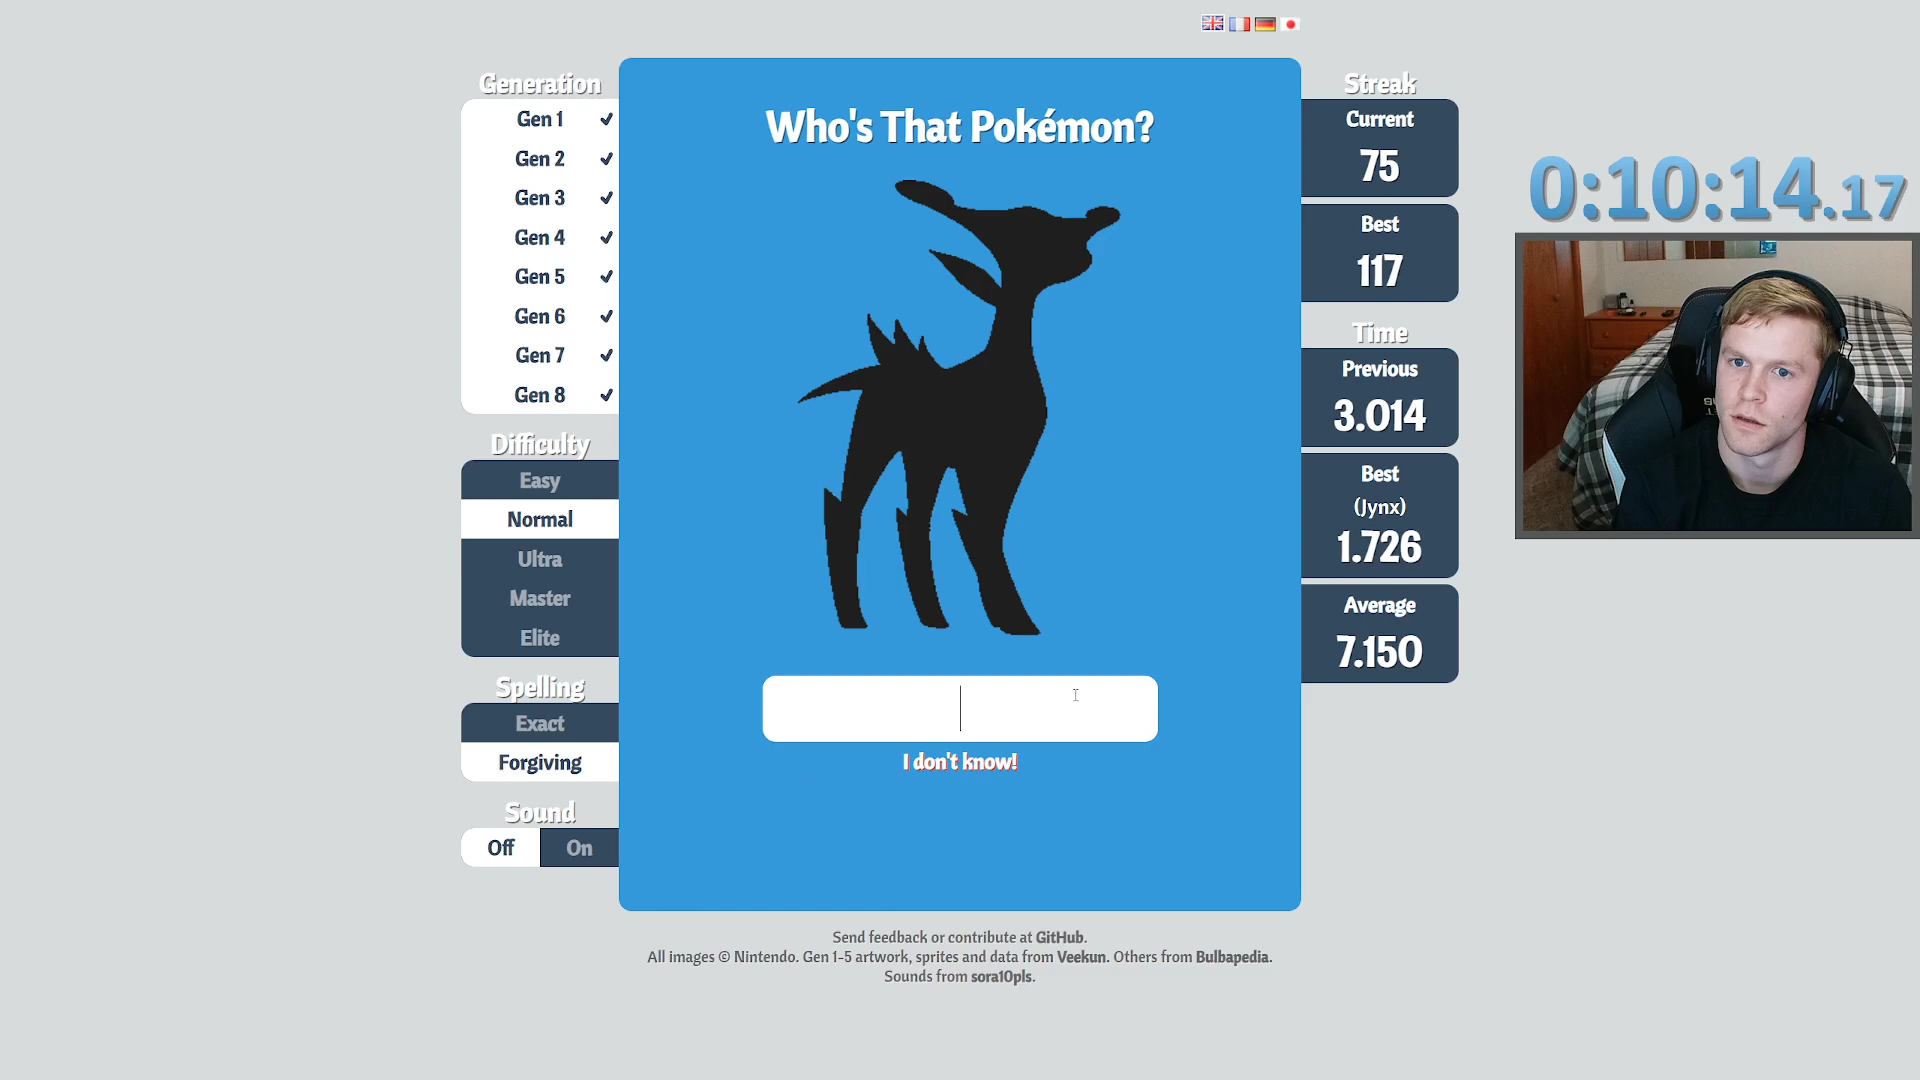 Generation
Gen 1
Gen 2
Gen 3
Gen 4
Gen 5
Gen 6
Gen 7
Gen 8
Difficulty
Easy
Normal
Ultra
Master
Elite
Spelling
Exact
Forgiving
Sound
Off On
Who's That Pokémon?
I don't know!
Streak
Current
75
Best
117
Time
Previous
3.014
Best
(Jynx)
1.726
Average
7.150
0:10:14.17
Send feedback or contribute at GitHub.
All images © Nintendo. Gen 1-5 artwork, sprites and data from Veekun. Others from Bulbapedia.
Sounds from sora10pls.